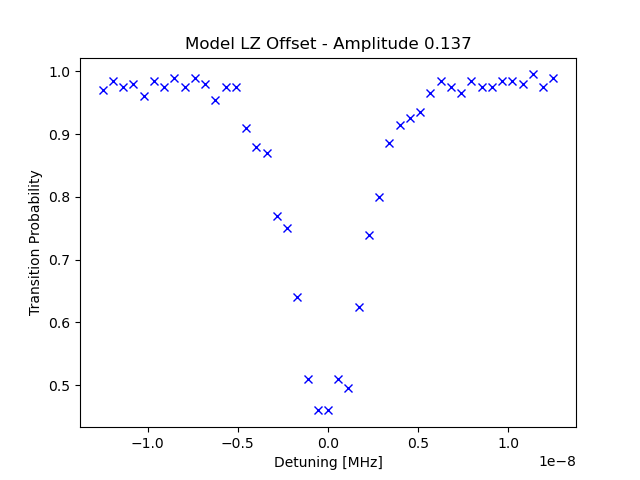 Model LZ Offset - Amplitude 0.137
1.0
0.9
0.8
0.7
0.6
0.5
Transition Probability
−1.0
−0.5
0.0
0.5
1.0
1e−8
Detuning [MHz]